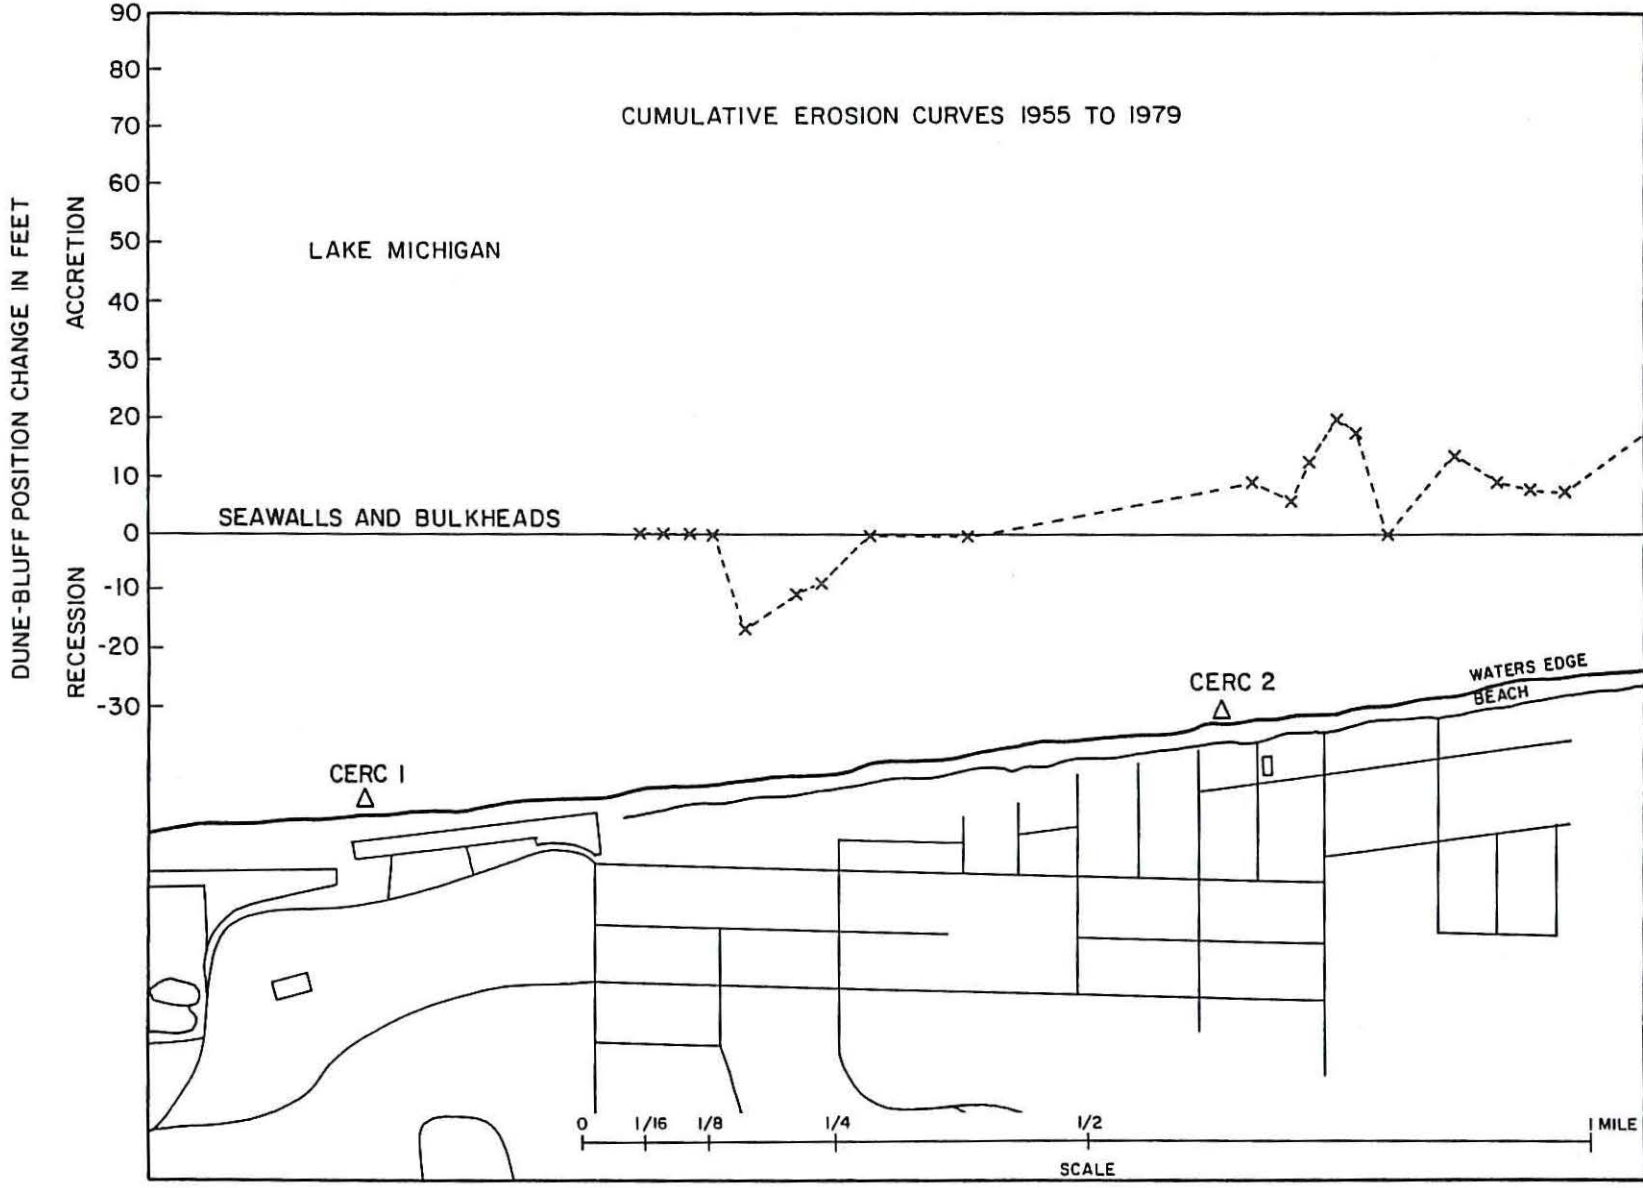 90
80
70
60
50
40
30
20
10
0
-10
-20
-30
DUNE-BLUFF POSITION CHANGE IN FEET
ACCRETION
RECESSION
CUMULATIVE EROSION CURVES 1955 TO 1979
LAKE MICHIGAN
SEAWALLS AND BULKHEADS
WATERS EDGE
BEACH
CERC 2
CERC 1
0 1/16 1/8 1/4 1/2 1 MILE
SCALE